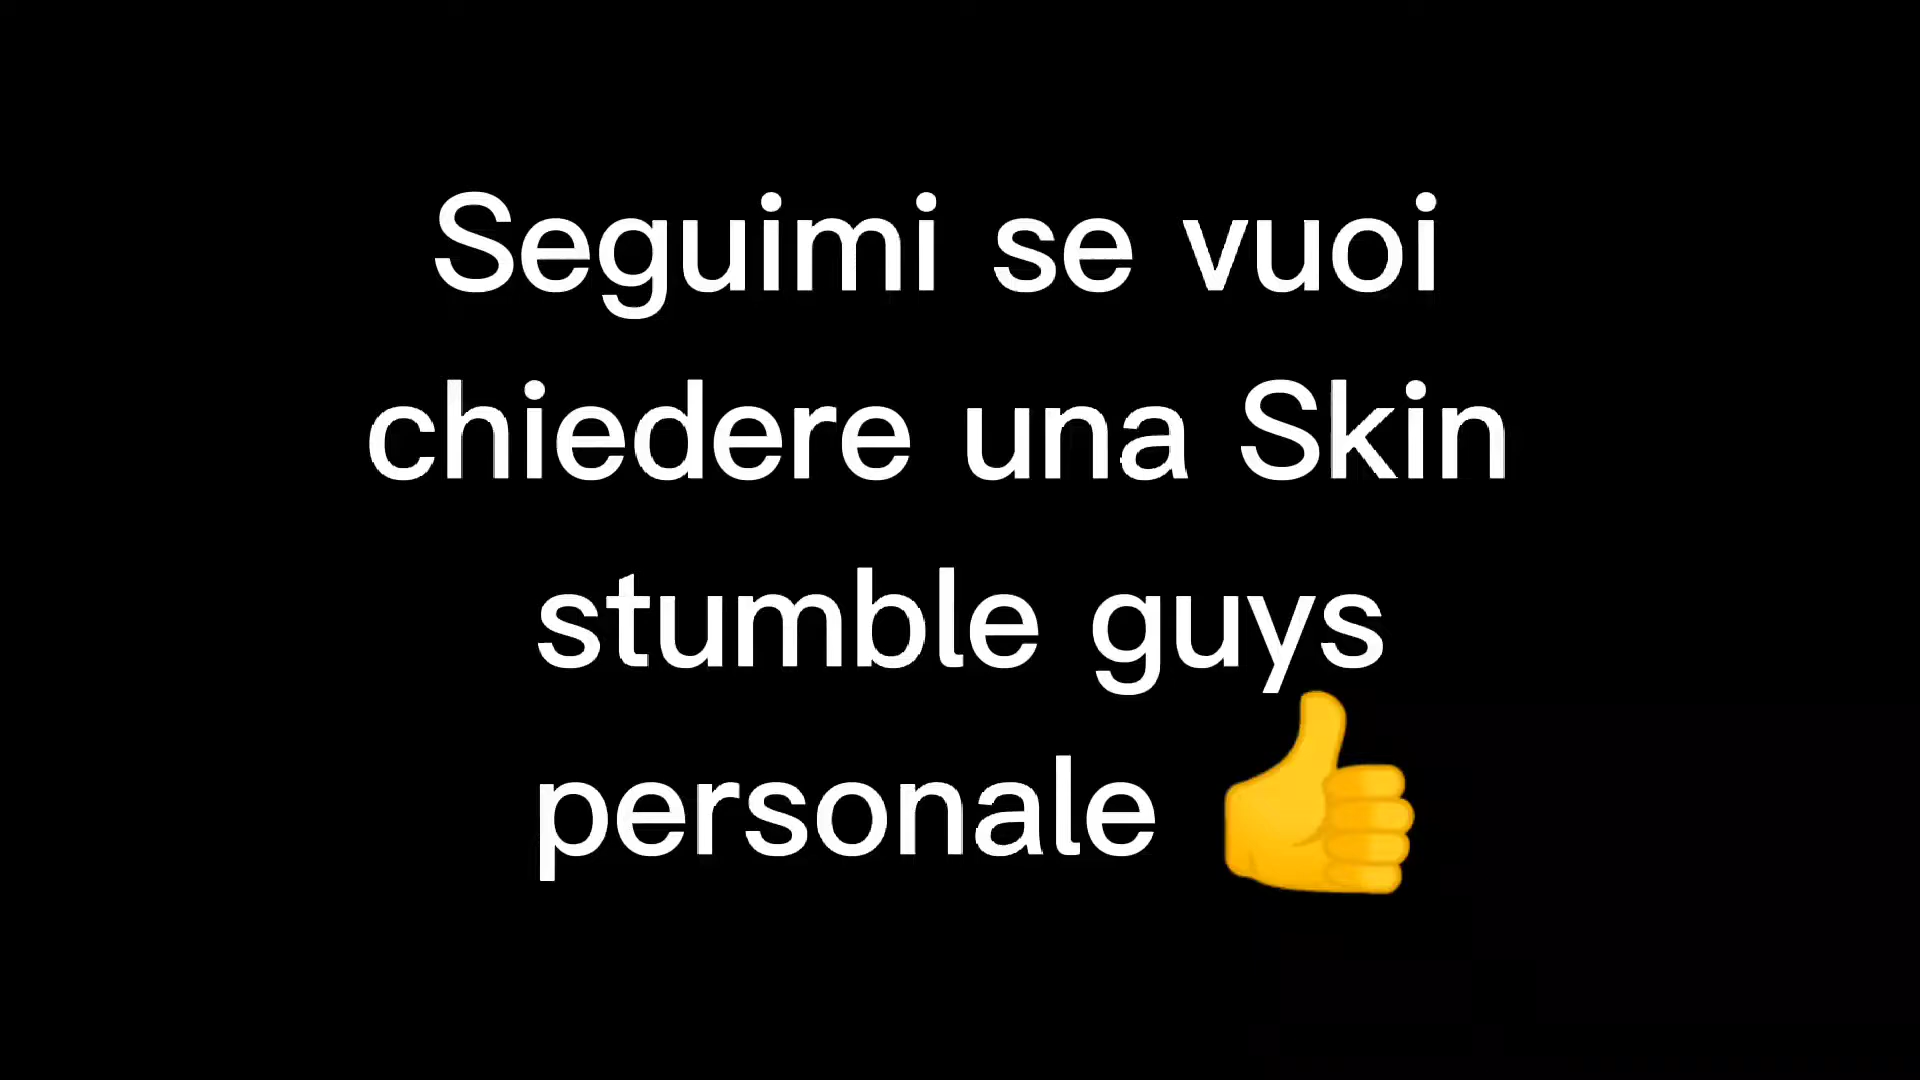 Seguimi se vuoi
chiedere una Skin
stumble guys
personale 👍